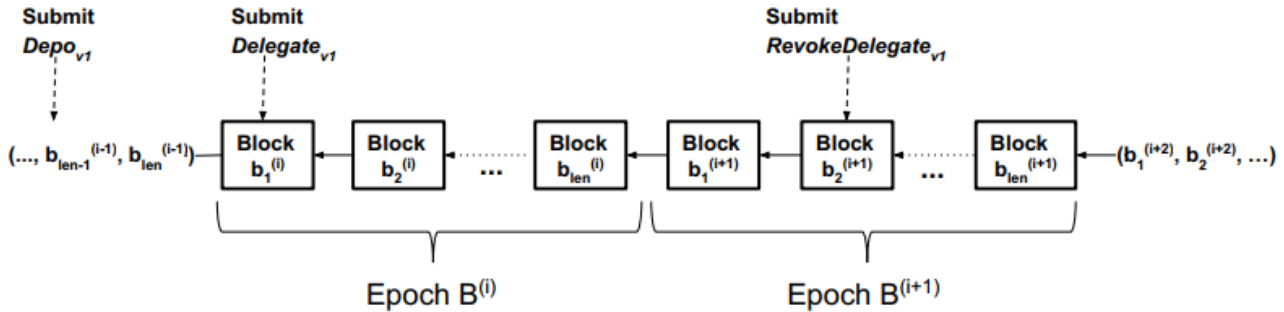 Submit
Depo_v1
Submit
Delegate_v1
Submit
RevokeDelegate_v1
(..., b_len-1^(i-1), b_len^(i-1))
Block
b_1^(i)
Block
b_2^(i)
...
Block
b_len^(i)
Block
b_1^(i+1)
Block
b_2^(i+1)
...
Block
b_len^(i+1)
(b_1^(i+2), b_2^(i+2), ...)
Epoch B^(i)
Epoch B^(i+1)